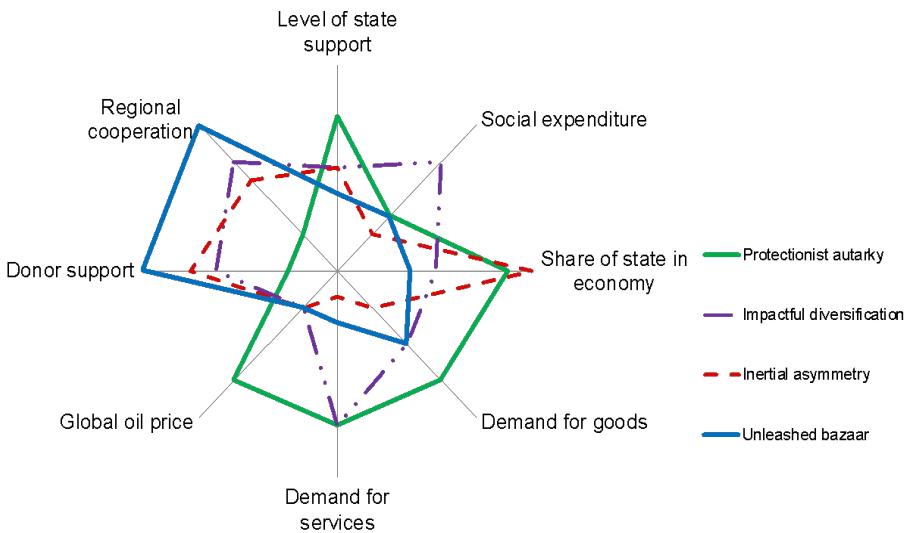 Level of state
support
Regional
cooperation
Social expenditure
Donor support
Share of state in
economy
Global oil price
Demand for goods
Demand for
services
Protectionist autarky
Impactful diversification
Inertial asymmetry
Unleashed bazaar